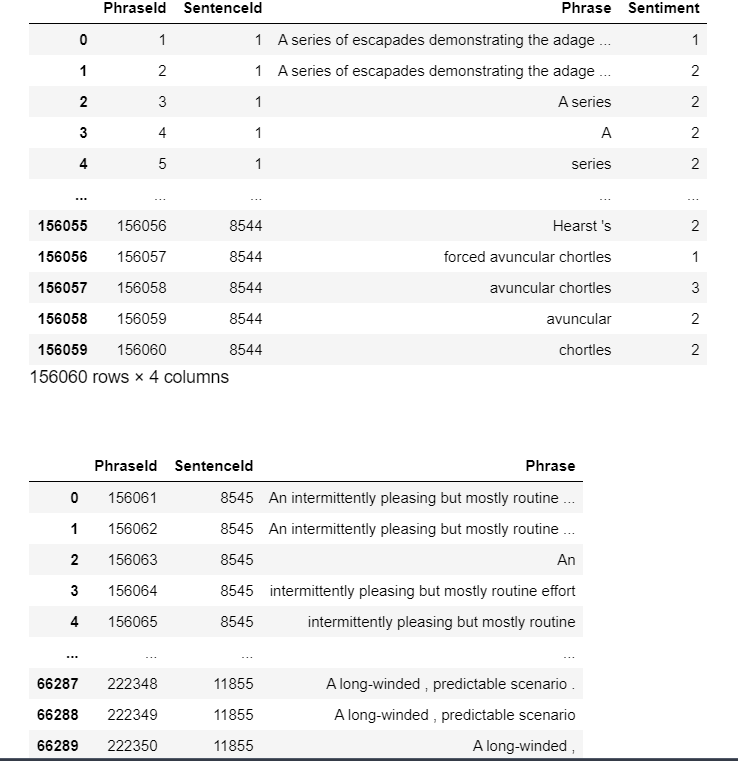 PhraseId SentenceId Phrase Sentiment
0 1 1 A series of escapades demonstrating the adage ... 1
1 2 1 A series of escapades demonstrating the adage ... 2
2 3 1 A series 2
3 4 1 A 2
4 5 1 series 2
... ... ... ... ...
156055 156056 8544 Hearst 's 2
156056 156057 8544 forced avuncular chortles 1
156057 156058 8544 avuncular chortles 3
156058 156059 8544 avuncular 2
156059 156060 8544 chortles 2
156060 rows × 4 columns
PhraseId SentenceId Phrase
0 156061 8545 An intermittently pleasing but mostly routine ...
1 156062 8545 An intermittently pleasing but mostly routine ...
2 156063 8545 An
3 156064 8545 intermittently pleasing but mostly routine effort
4 156065 8545 intermittently pleasing but mostly routine
... ... ... ...
66287 222348 11855 A long-winded , predictable scenario .
66288 222349 11855 A long-winded , predictable scenario
66289 222350 11855 A long-winded ,